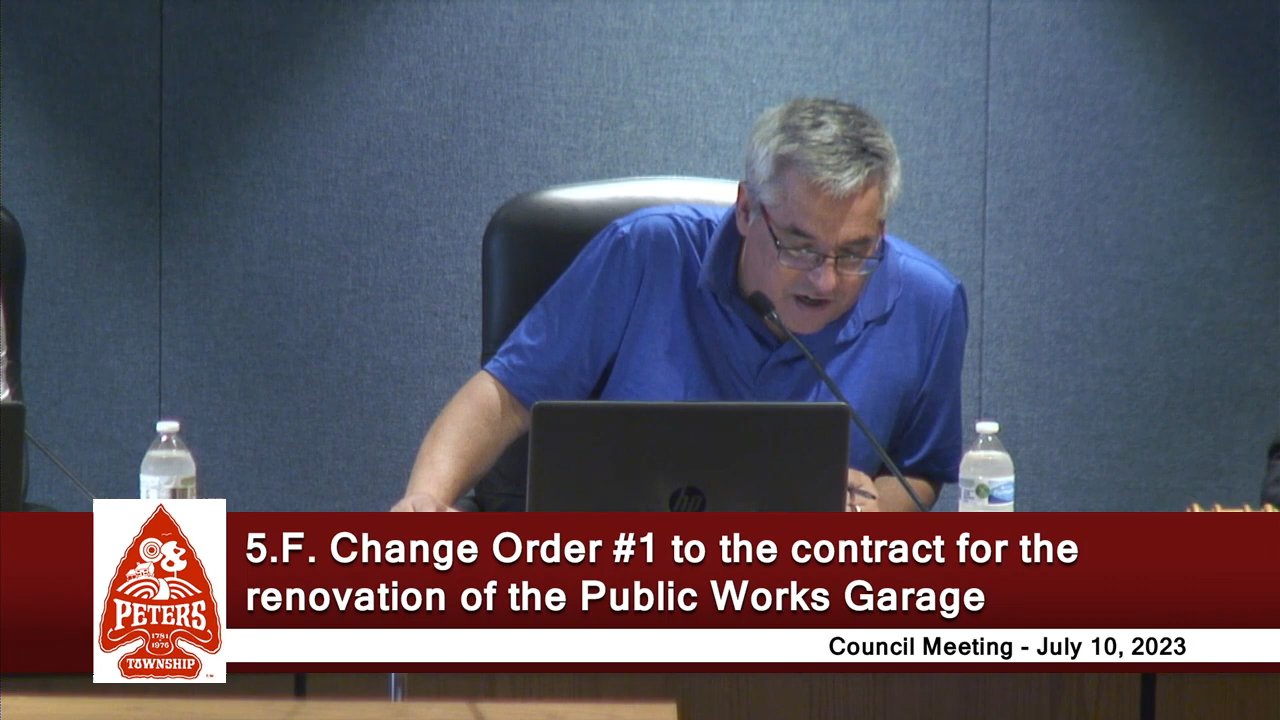 hp
5.F. Change Order #1 to the contract for the
renovation of the Public Works Garage
Council Meeting - July 10, 2023
PETERS
1781
1976
TOWNSHIP
TM